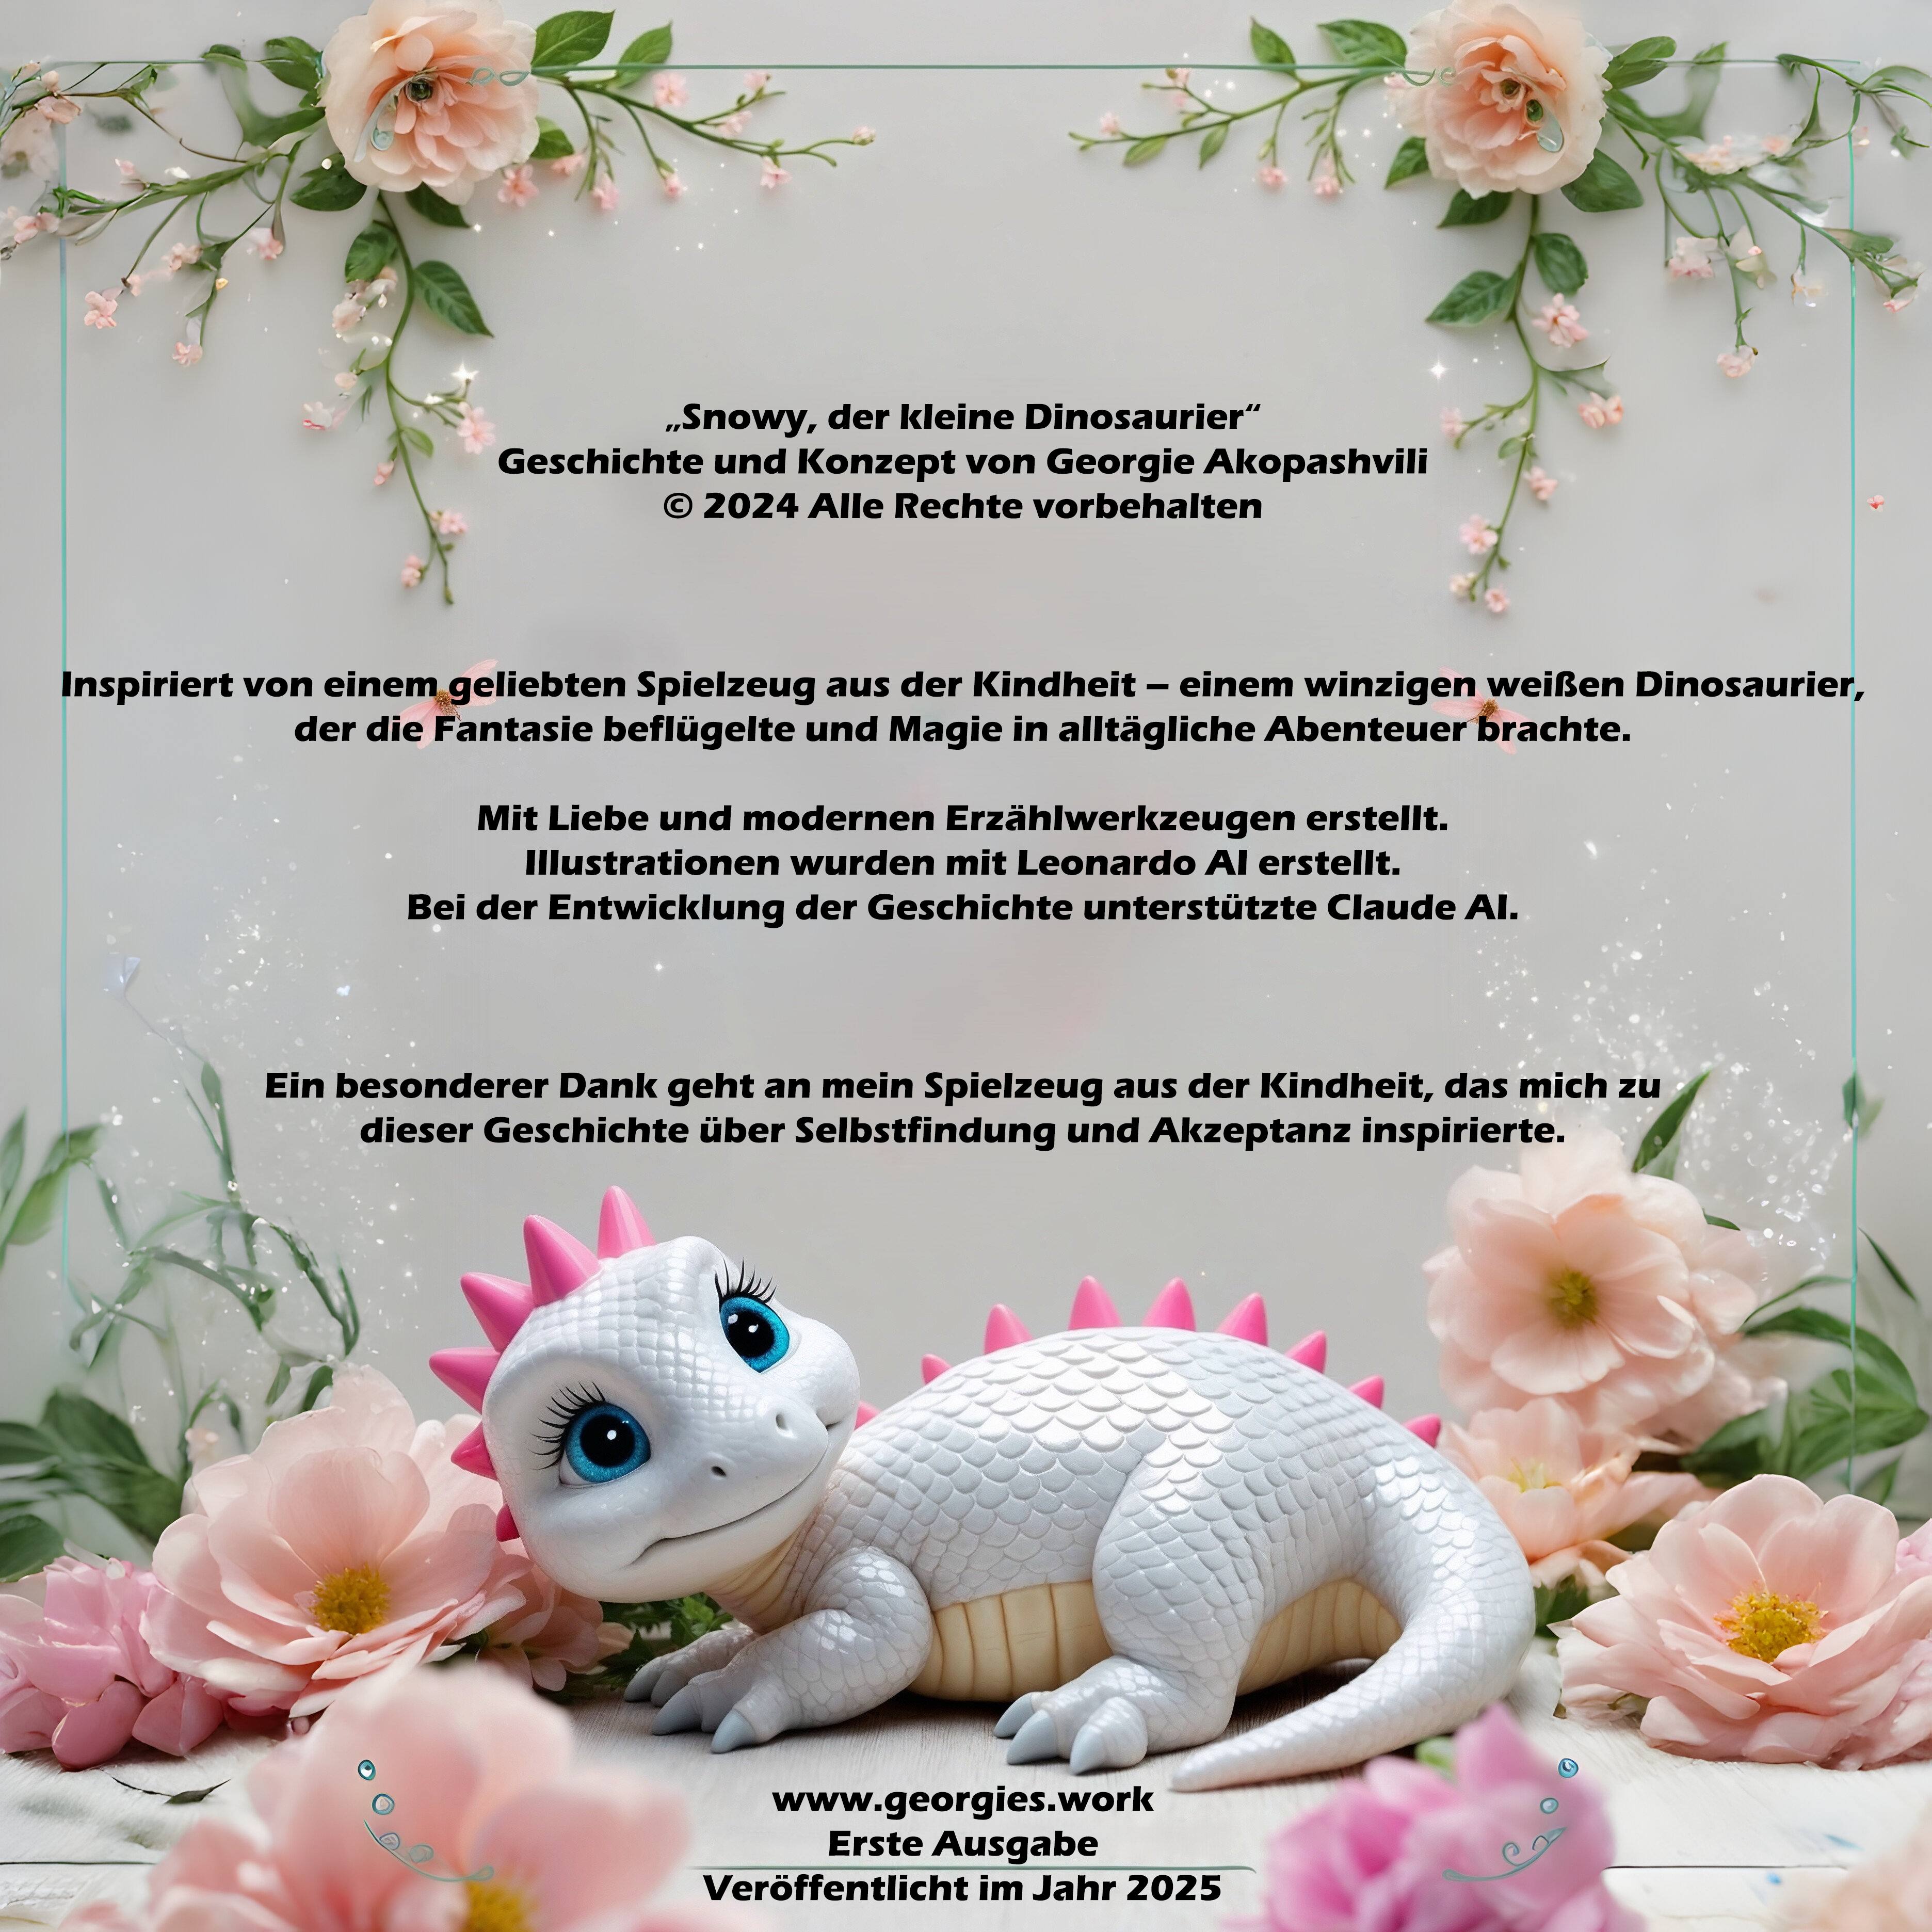 „Snowy, der kleine Dinosaurier“
Geschichte und Konzept von Georgie Akopashvili
© 2024 Alle Rechte vorbehalten
Inspiriert von einem geliebten Spielzeug aus der Kindheit – einem winzigen weißen Dinosaurier,
der die Fantasie beflügelte und Magie in alltägliche Abenteuer brachte.
Mit Liebe und modernen Erzählwerkzeugen erstellt.
Illustrationen wurden mit Leonardo AI erstellt.
Bei der Entwicklung der Geschichte unterstützte Claude AI.
Ein besonderer Dank geht an mein Spielzeug aus der Kindheit, das mich zu
dieser Geschichte über Selbstfindung und Akzeptanz inspirierte.
www.georgies.work
Erste Ausgabe
Veröffentlicht im Jahr 2025